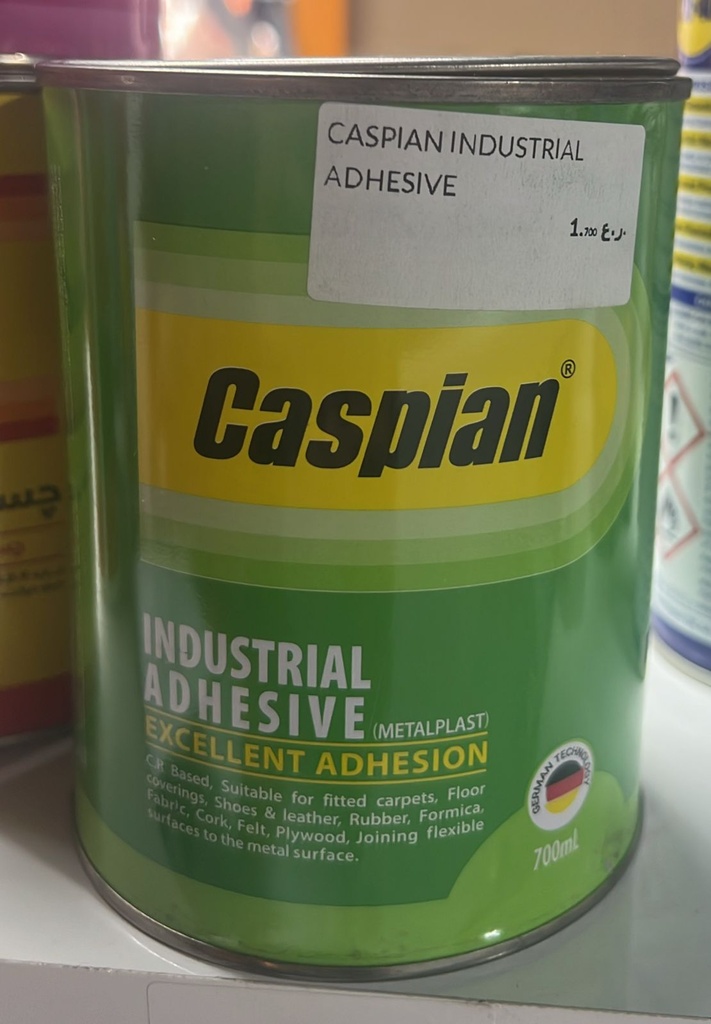 CASPIAN INDUSTRIAL
ADHESIVE
1.700 ر.ع.
Caspian®
INDUSTRIAL
ADHESIVE (METALPLAST)
EXCELLENT ADHESION
C.R Based, Suitable for fitted carpets, Floor
coverings, Shoes & leather, Rubber, Formica,
Fabric, Cork, Felt, Plywood, Joining flexible
surfaces to the metal surface.
GERMAN TECHNOLOGY
700mL